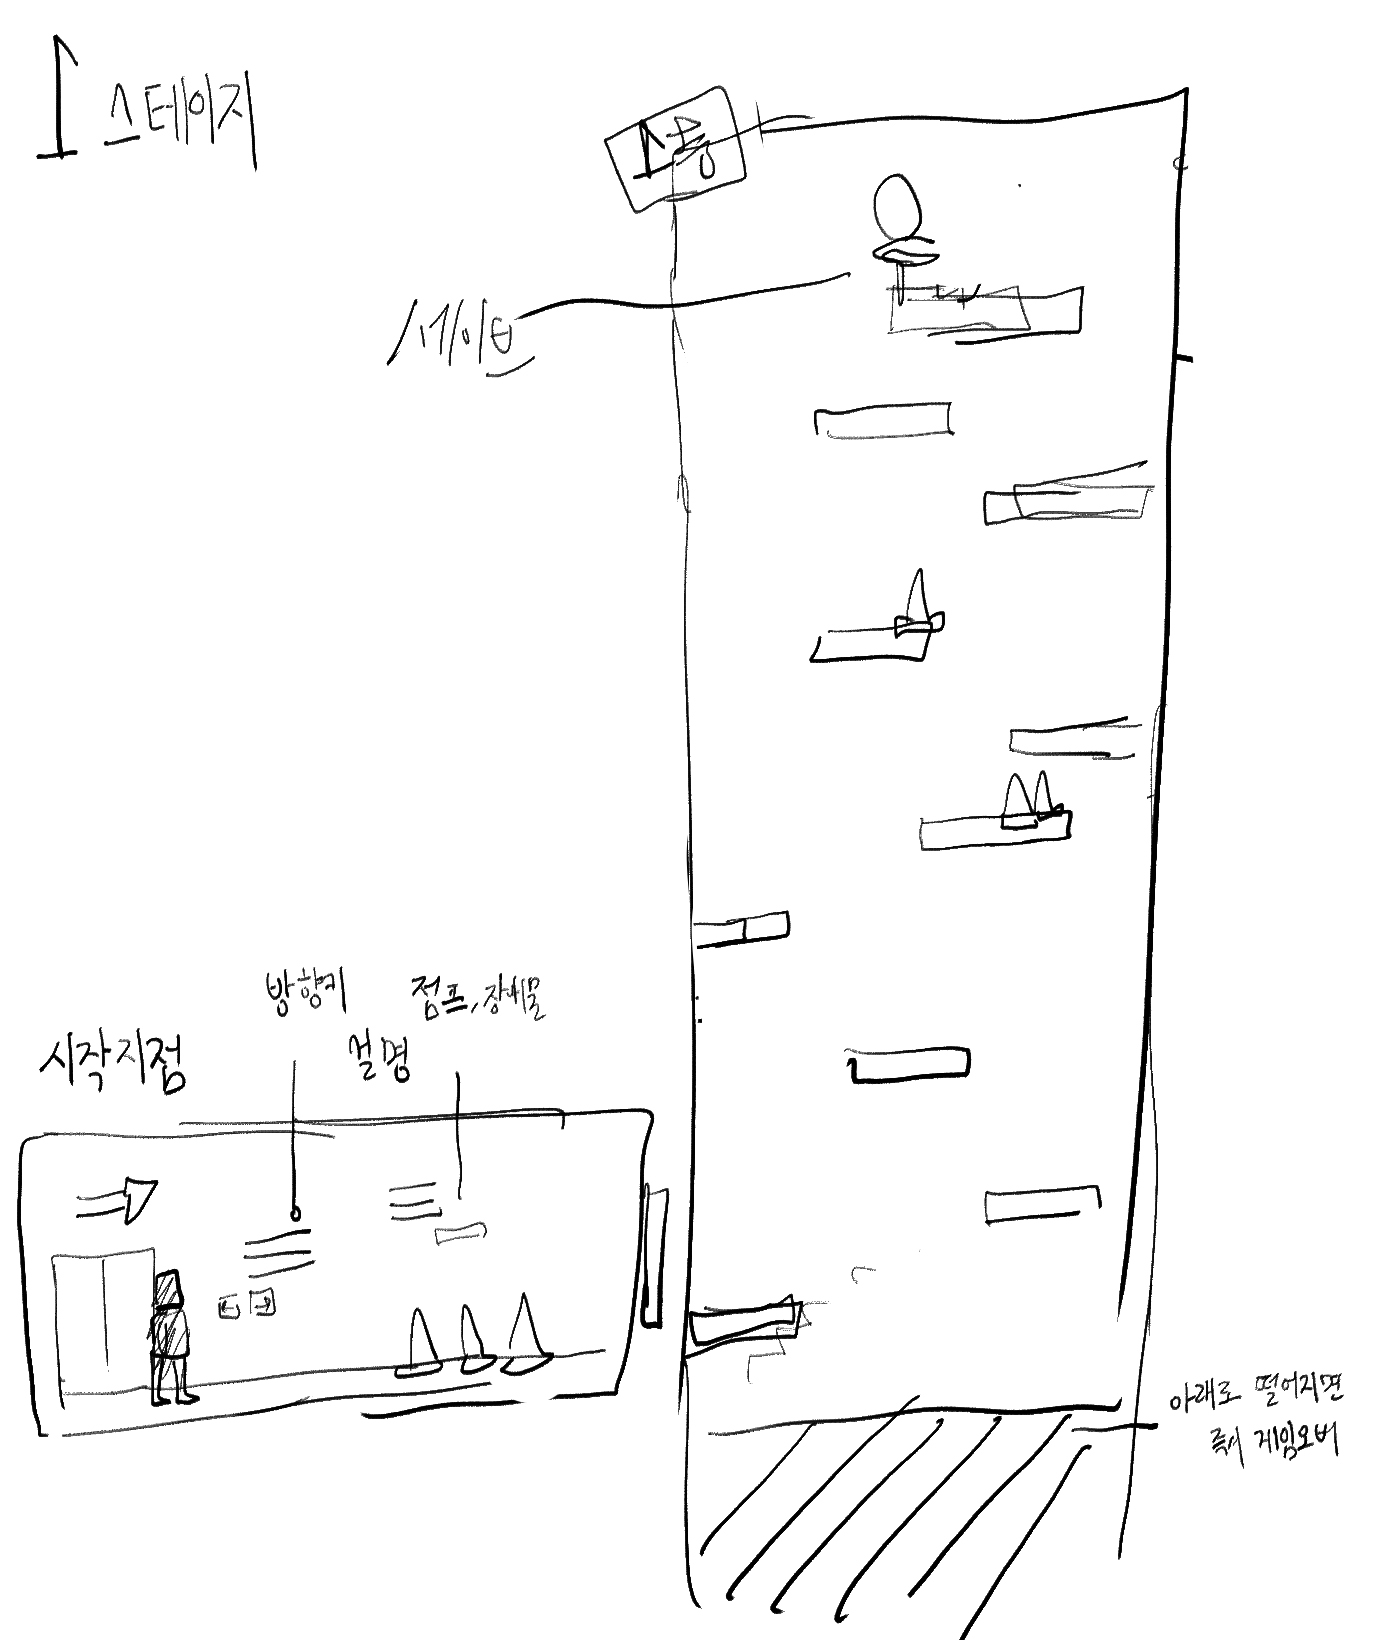 1 스테이지
1층
세이브
방향키
점프, 장애물
설명
시작지점
아래로 떨어지면
즉시 게임오버